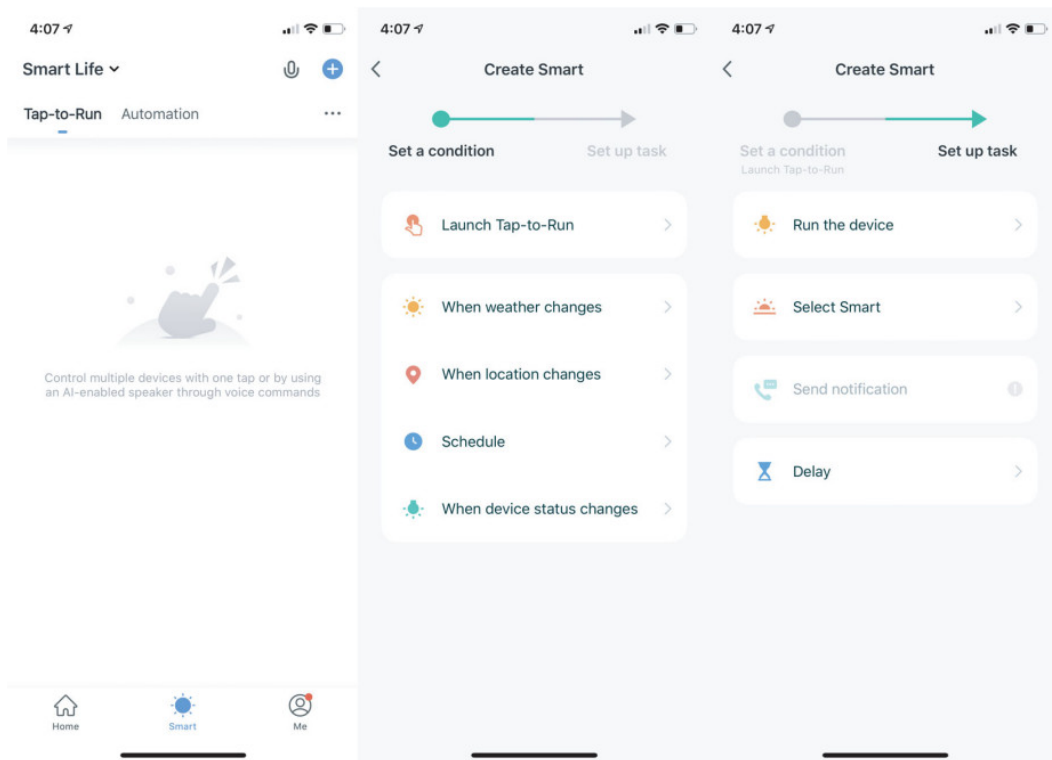 4:07
Smart Life
Tap-to-Run Automation
Control multiple devices with one tap or by using
an AI-enabled speaker through voice commands
Home Smart Me
4:07
Create Smart
Set a condition Set up task
Launch Tap-to-Run
When weather changes
When location changes
Schedule
When device status changes
4:07
Create Smart
Set a condition Set up task
Launch Tap-to-Run
Run the device
Select Smart
Send notification
Delay